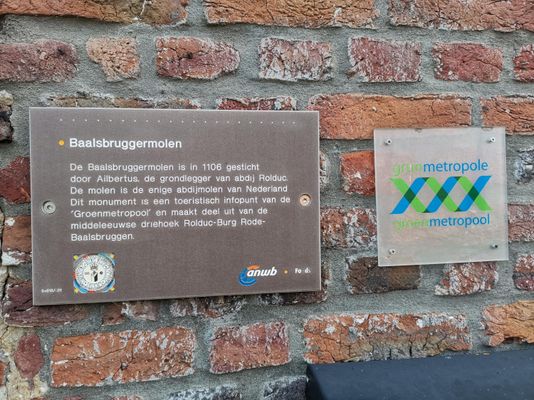 Baalsbruggermolen
De Baalsbruggermolen is in 1106 gesticht
door Ailbertus, de grondlegger van abdij Rolduc.
De molen is de enige abdijmolen van Nederland
Dit monument is een toeristisch infopunt van de
'Groenmetropool' en maakt deel uit van de
middeleeuwse driehoek Rolduc-Burg Rode-
Baalsbruggen.
anwb
grünmetropole
groenmetropool